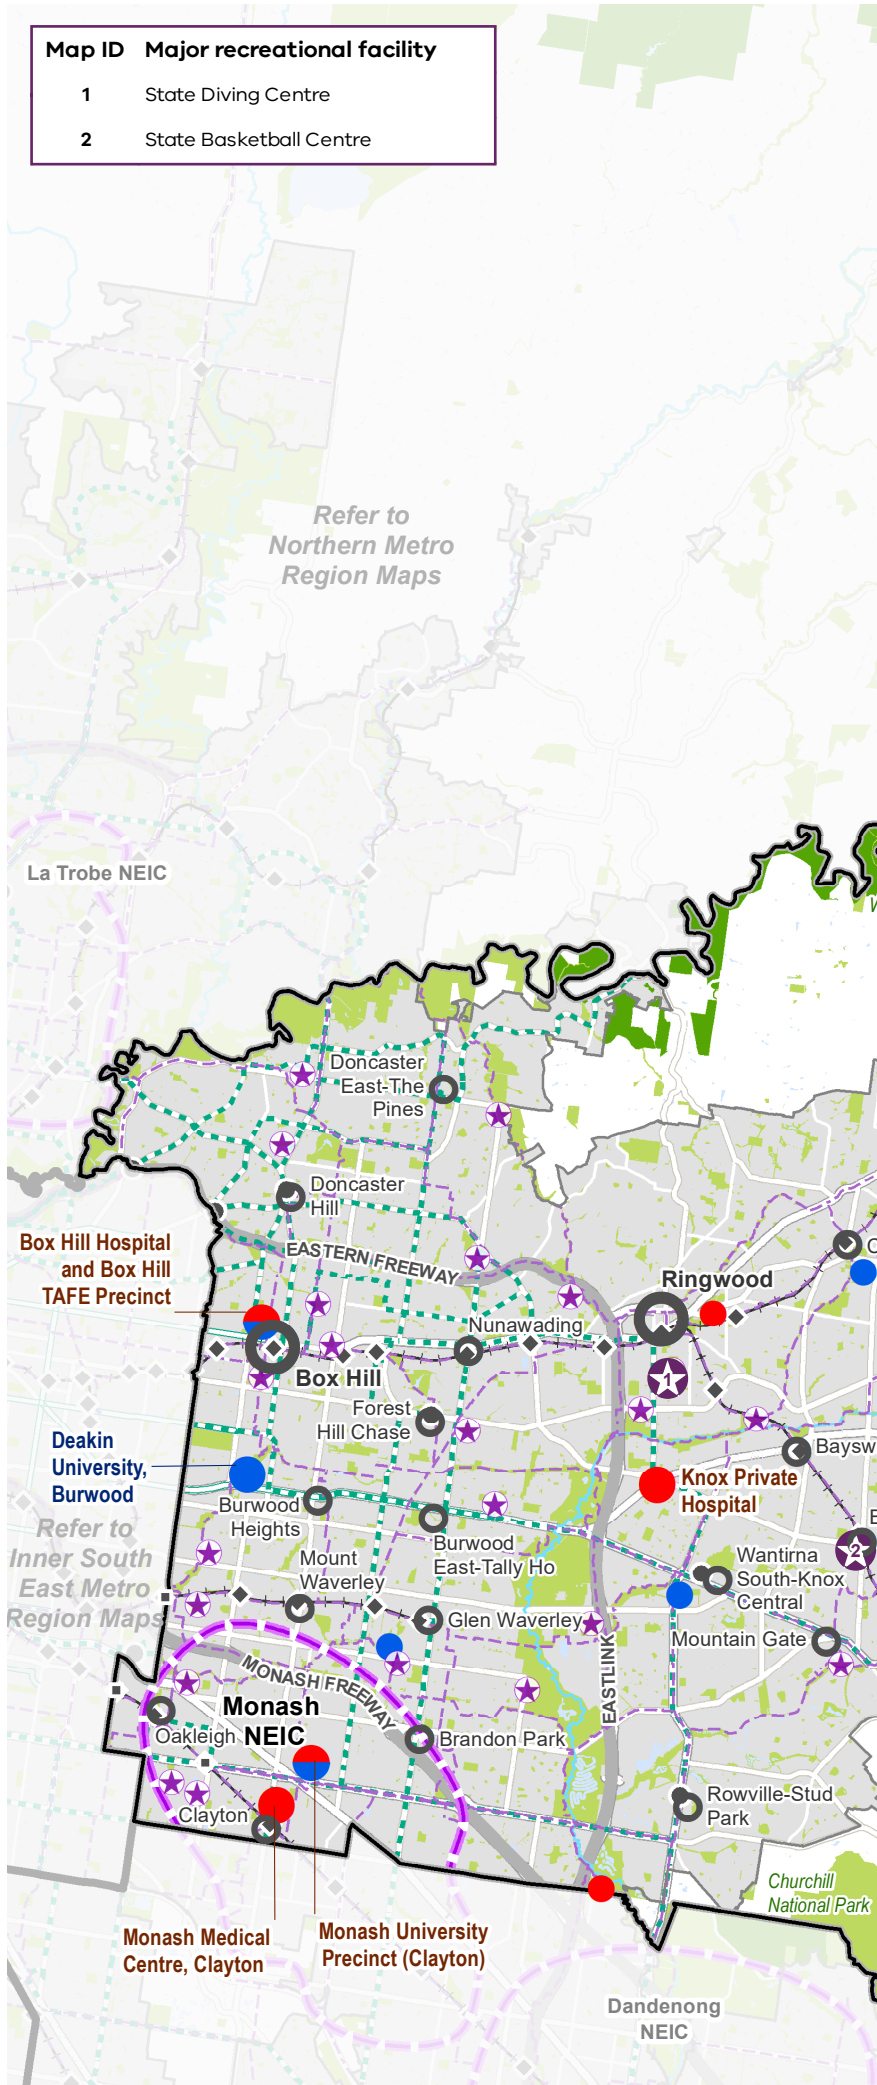 Map ID Major recreational facility
1 State Diving Centre
2 State Basketball Centre
Refer to
Northern Metro
Region Maps
La Trobe NEIC
Doncaster
East-The
Pines
Doncaster
Hill
Box Hill Hospital
and Box Hill
TAFE Precinct
EASTERN FREEWAY
Ringwood
Nunawading
Box Hill
1
Forest
Hill Chase
Deakin
University,
Burwood
Baysw
Knox Private
Hospital
Burwood
Heights
Refer to
Inner South
East Metro
Region Maps
Burwood
East-Tally Ho
2
Mount
Waverley
Wantirna
South-Knox
Central
Glen Waverley
Mountain Gate
EASTLINK
MONASH FREEWAY
Monash
NEIC
Oakleigh
Brandon Park
Rowville-Stud
Park
Clayton
Churchill
National Park
Monash Medical
Centre, Clayton
Monash University
Precinct (Clayton)
Dandenong
NEIC